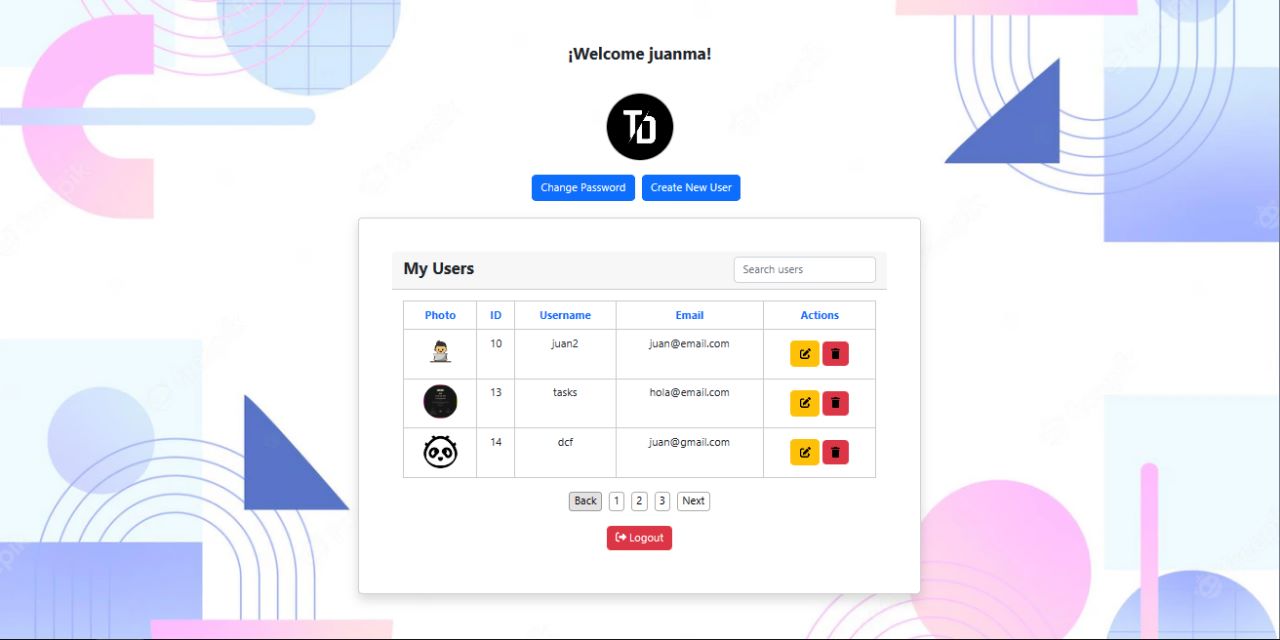 ¡Welcome juanma!
TD
Change Password Create New User
My Users Search users
Photo ID Username Email Actions
10 juan2 juan@email.com
13 tasks hola@email.com
14 dcf juan@gmail.com
Back 1 2 3 Next
Logout